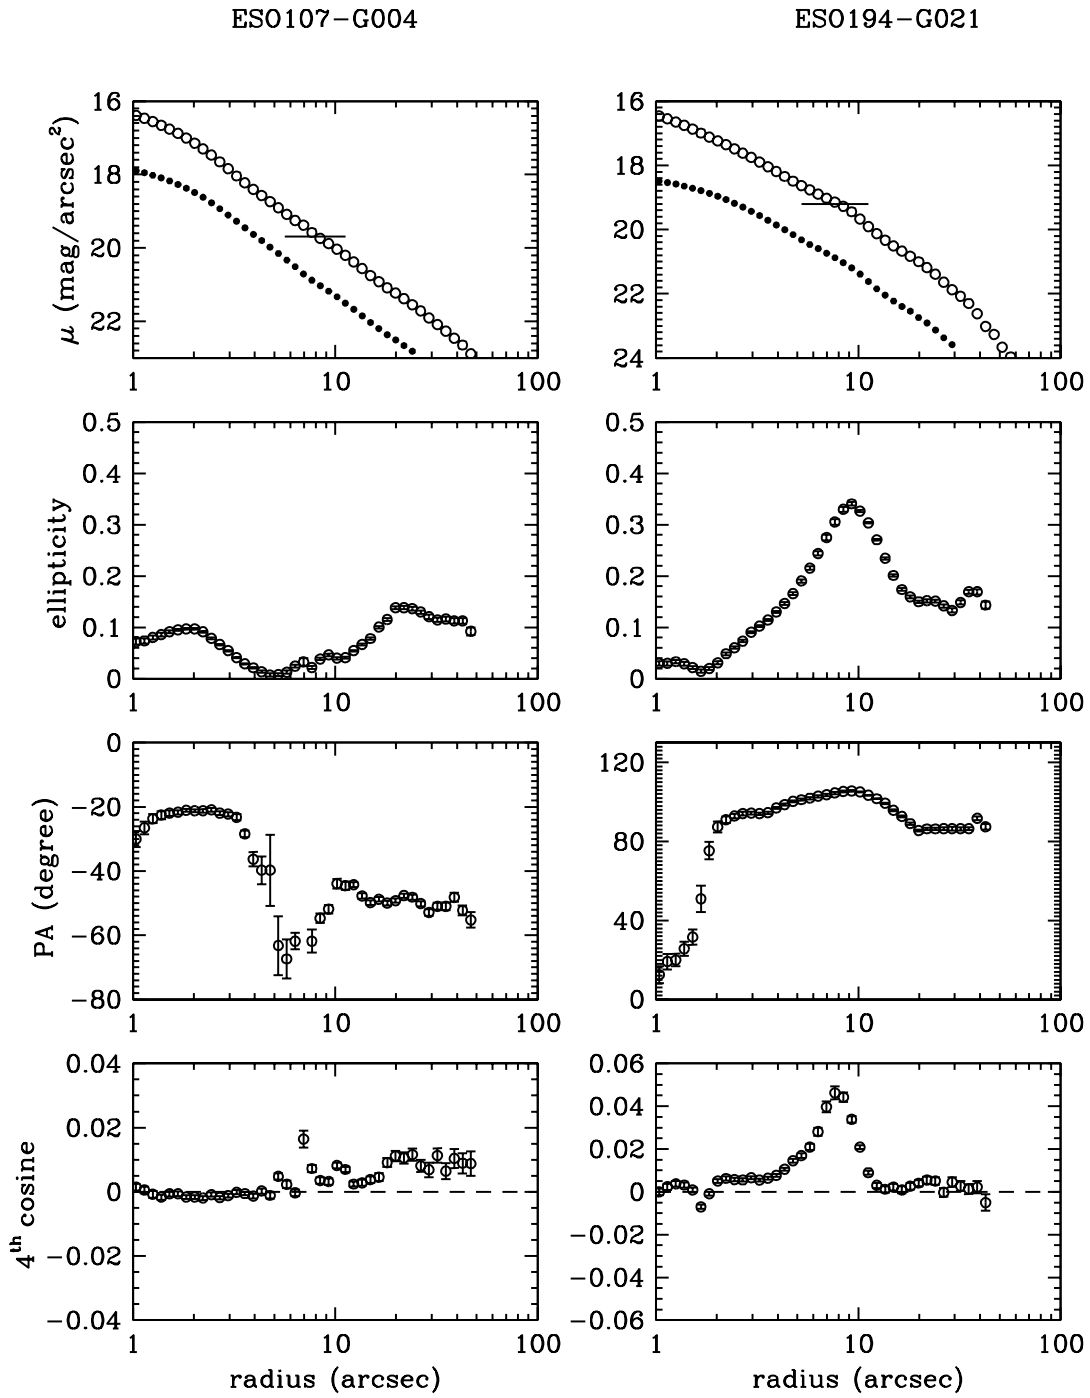 ESO107-G004 ESO194-G021
16 16
18 18
20 20
22 22
24
μ (mag/arcsec²)
1 10 100 1 10 100
0.5 0.5
0.4 0.4
0.3 0.3
0.2 0.2
0.1 0.1
0 0
ellipticity
1 10 100 1 10 100
0 120
-20 80
-40 40
-60 0
-80
PA (degree)
1 10 100 1 10 100
0.04 0.06
0.02 0.04
0 0.02
-0.02 0
-0.04 -0.02
-0.04
-0.06
4th cosine
1 10 100 1 10 100
radius (arcsec) radius (arcsec)